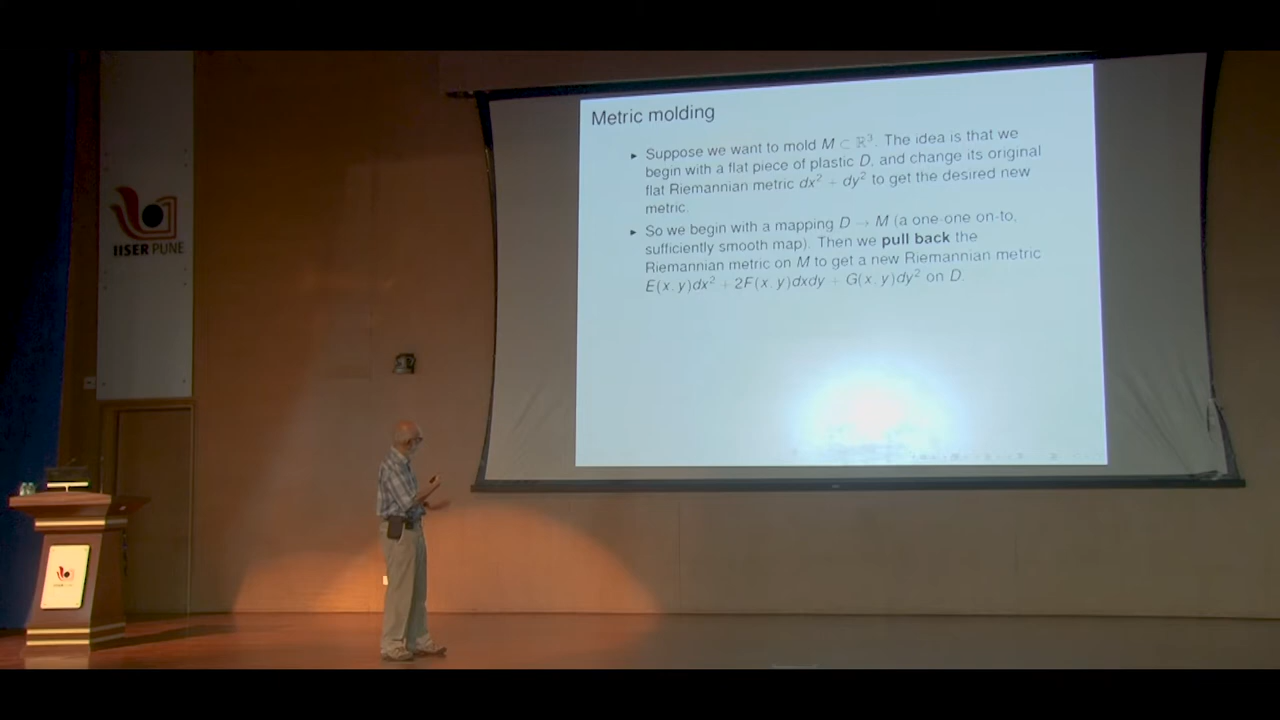 Metric molding
▸ Suppose we want to mold M ⊂ ℝ³. The idea is that we
begin with a flat piece of plastic D, and change its original
flat Riemannian metric dx² + dy² to get the desired new
metric.
▸ So we begin with a mapping D → M (a one-one on-to,
sufficiently smooth map). Then we pull back the
Riemannian metric on M to get a new Riemannian metric
E(x, y)dx² + 2F(x, y)dxdy + G(x, y)dy² on D.
IISER PUNE